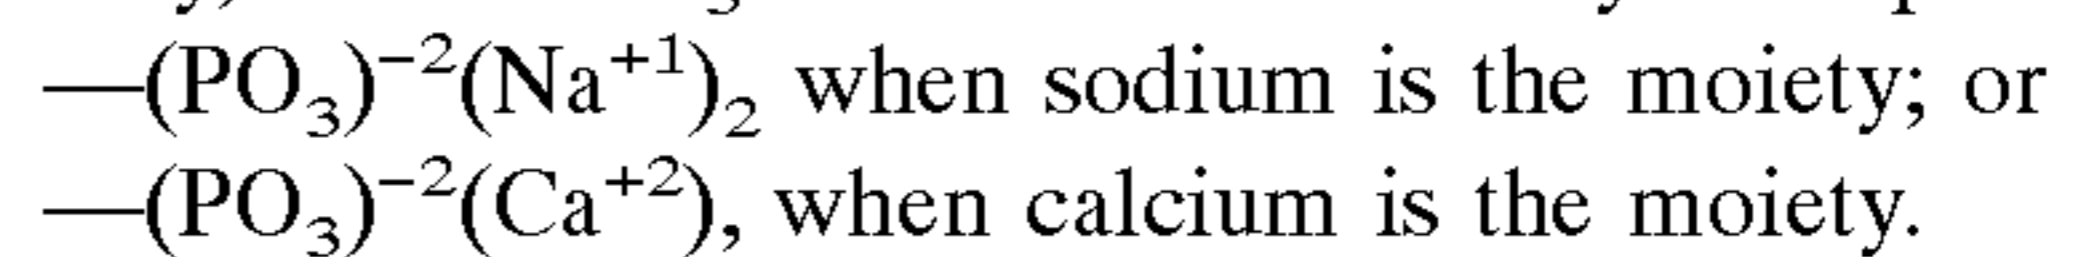 —(PO₃)⁻²(Na⁺¹)₂ when sodium is the moiety; or
—(PO₃)⁻²(Ca⁺²), when calcium is the moiety.